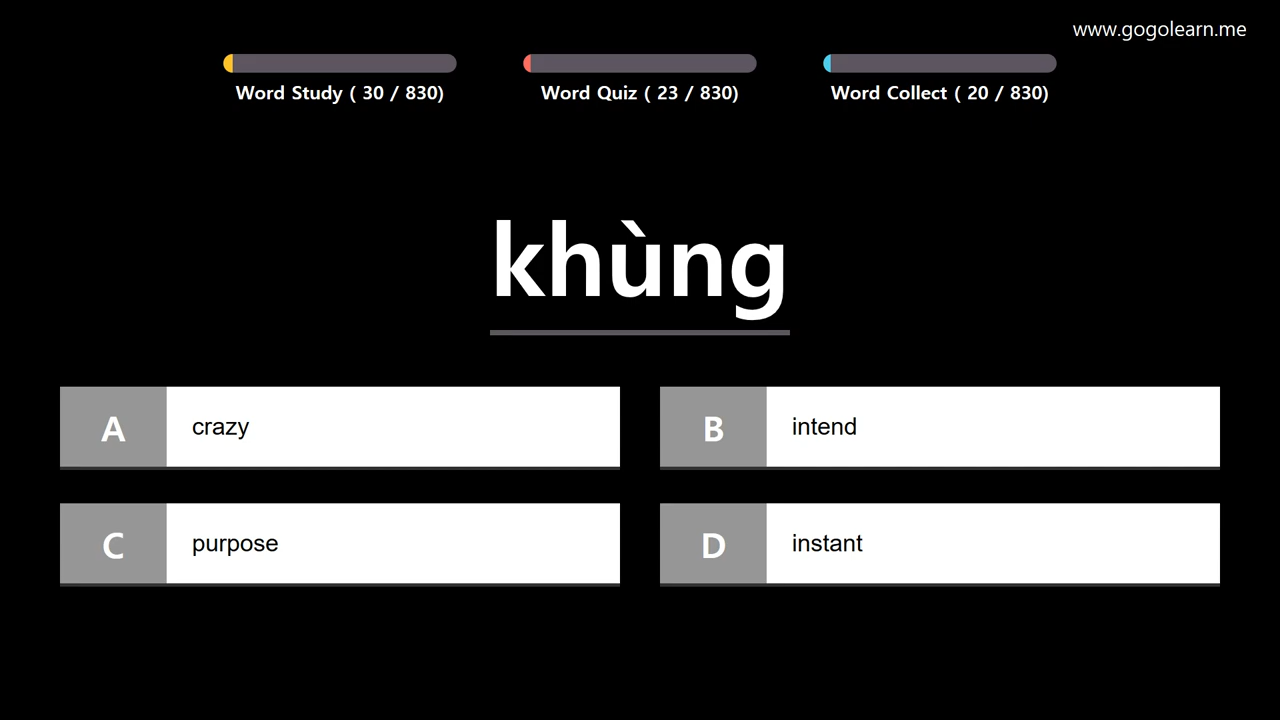 www.gogolearn.me
Word Study ( 30 / 830)
Word Quiz ( 23 / 830)
Word Collect ( 20 / 830)
khùng
A crazy
B intend
C purpose
D instant